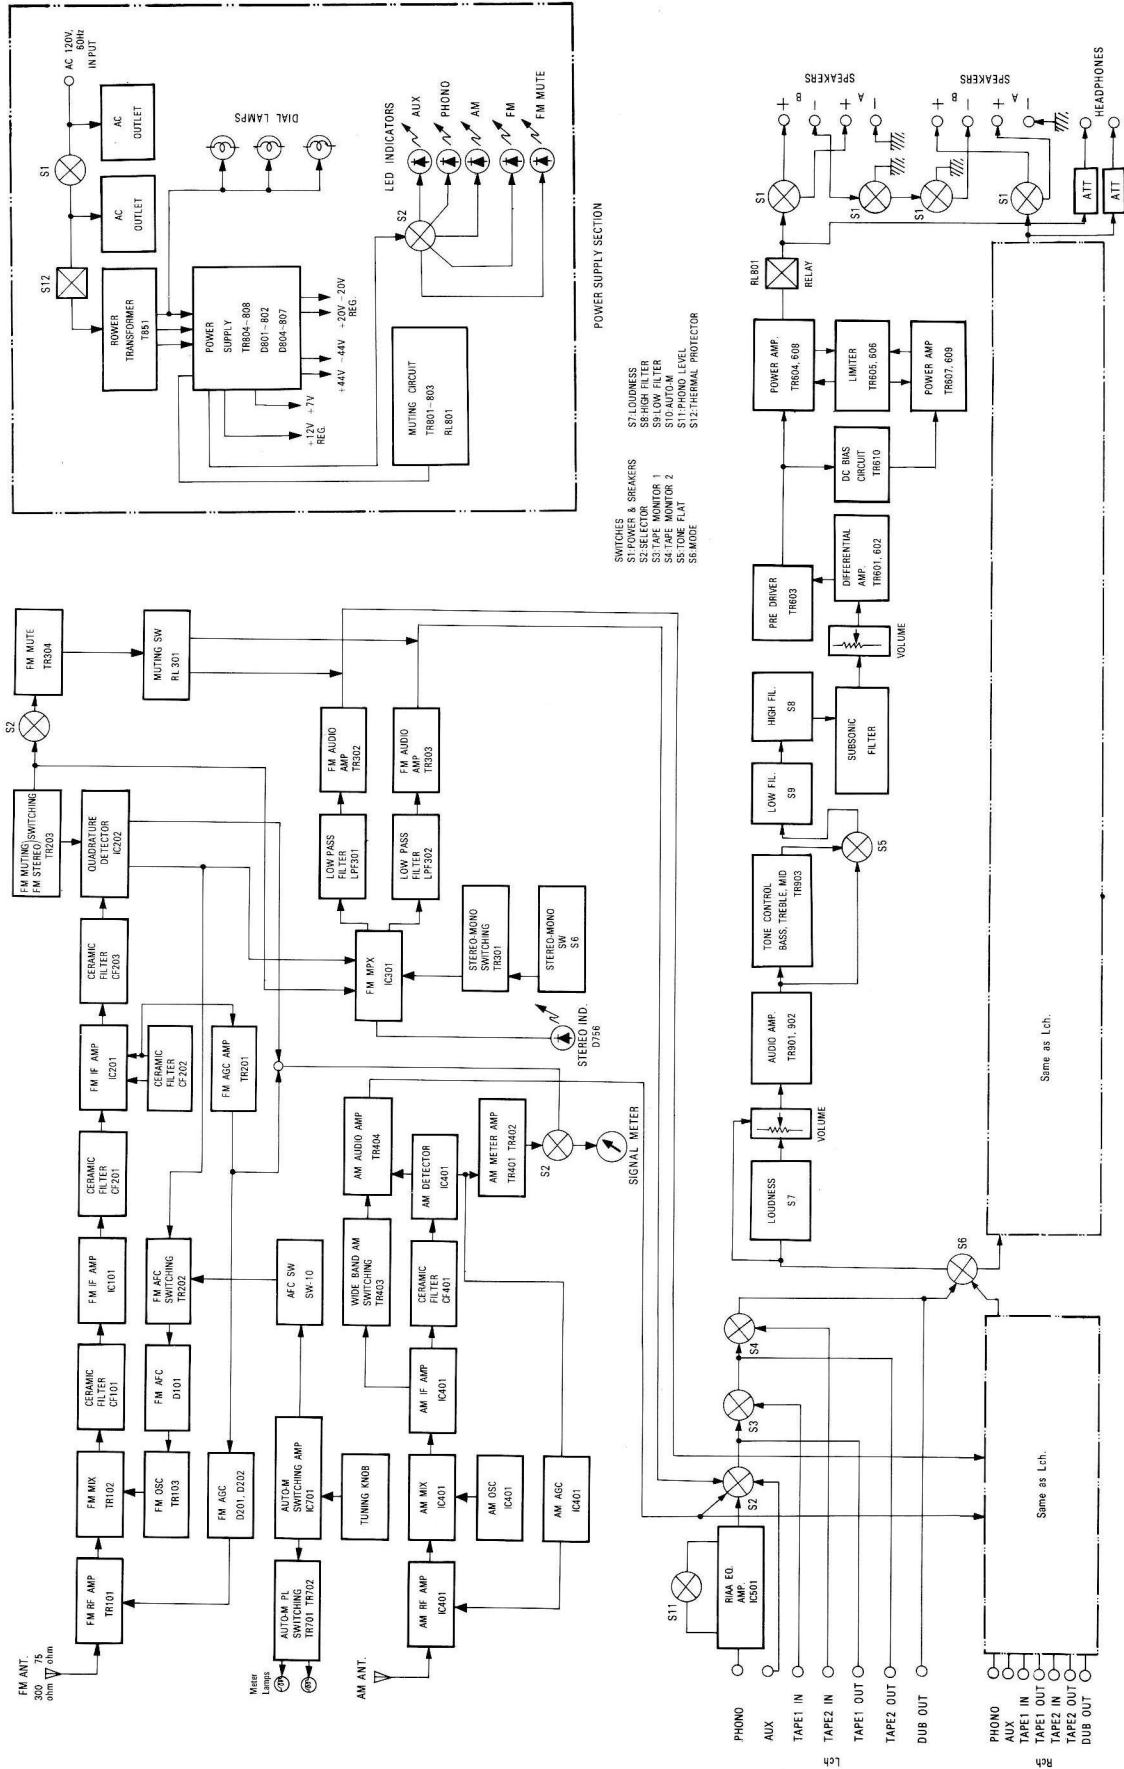 FM ANT.
300 75
ohm ohm
FM RF AMP
TR101
FM MIX
TR102
CERAMIC
FILTER
CF101
FM IF AMP
IC101
CERAMIC
FILTER
CF201
FM IF AMP
IC201
CERAMIC
FILTER
CF203
QUADRATURE
DETECTOR
IC202
FM MUTING
FM STEREO SWITCHING
TR203
S2
FM MUTE
TR304
MUTING SW
RL301
FM OSC
TR103
FM AFC
D101
FM AFC
SWITCHING
TR202
CERAMIC
FILTER
CF202
FM AGC AMP
TR201
FM AGC
D201, D202
AFC SW
SW-10
Meter
Lamps
AUTO-M PL
SWITCHING
TR701 TR702
AUTO-M
SWITCHING AMP
IC701
TUNING KNOB
LOW PASS
FILTER
LPF301
FM AUDIO
AMP
TR302
LOW PASS
FILTER
LPF302
FM AUDIO
AMP
TR303
FM MPX
IC301
STEREO-MONO
SWITCHING
TR301
STEREO-MONO
SW
S6
STEREO IND.
D756
AM ANT.
AM RF AMP
IC401
AM MIX
IC401
AM OSC
IC401
AM IF AMP
IC401
WIDE BAND AM
SWITCHING
TR403
CERAMIC
FILTER
CF401
AM AUDIO AMP
TR404
AM DETECTOR
IC401
AM METER AMP
TR401 TR402
S2
SIGNAL METER
AM AGC
IC401
AC 120V,
60Hz
INPUT
AC
OUTLET
S1
AC
OUTLET
S12
ROWER
TRANSFORMER
T851
POWER
SUPPLY
TR804~808
D801~802
D804~807
DIAL LAMPS
+12V +7V
REG.
+44V -44V
+20V -20V
REG.
MUTING CIRCUIT
TR801~803
RL801
S2
LED INDICATORS
AUX
PHONO
AM
FM
FM MUTE
POWER SUPPLY SECTION
SWITCHES
S1:POWER & SREAKERS
S2:SELECTOR
S3:TAPE MONITOR 1
S4:TAPE MONITOR 2
S5:TONE FLAT
S6:MODE
S7:LOUDNESS
S8:HIGH FILTER
S9:LOW FILTER
S10:AUTO-M
S11:PHONO LEVEL
S12:THERMAL PROTECTOR
S11
RIAA EQ.
AMP.
IC501
S2
S3
S4
S6
PHONO
AUX
TAPE1 IN
TAPE2 IN
TAPE1 OUT
TAPE2 OUT
DUB OUT
Lch
LOUDNESS
S7
VOLUME
AUDIO AMP.
TR901, 902
TONE CONTROL
BASS, TREBLE, MID
TR903
S5
LOW FIL.
S9
HIGH FIL.
S8
SUBSONIC
FILTER
VOLUME
DIFFERENTIAL
AMP.
TR601, 602
PRE DRIVER
TR603
DC BIAS
CIRCUIT
TR610
POWER AMP.
TR604, 608
LIMITER
TR605, 606
POWER AMP
TR607, 609
RL801
RELAY
S1
S1
S1
S1
+
B
-
+
A
-
SPEAKERS
+
B
-
+
A
-
SPEAKERS
ATT
ATT
HEADPHONES
PHONO
AUX
TAPE1 IN
TAPE1 OUT
TAPE2 IN
TAPE2 OUT
DUB OUT
Rch
Same as Lch.
Same as Lch.